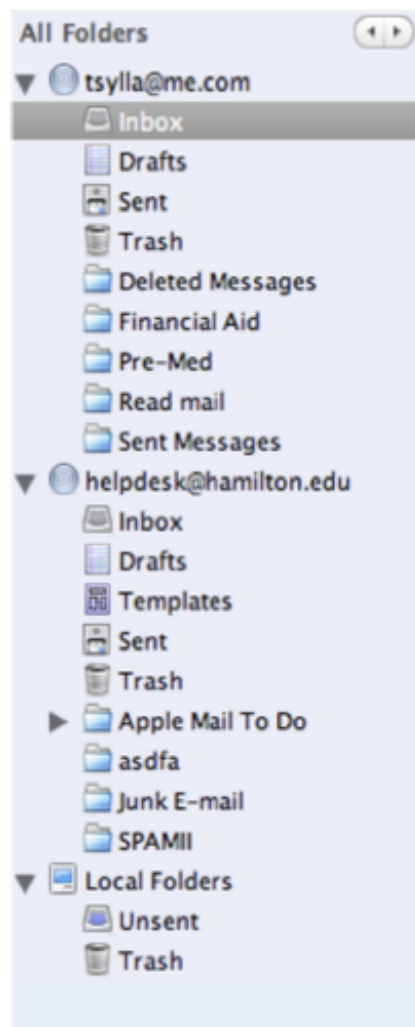 All Folders
tsylla@me.com
Inbox
Drafts
Sent
Trash
Deleted Messages
Financial Aid
Pre-Med
Read mail
Sent Messages
helpdesk@hamilton.edu
Inbox
Drafts
Templates
Sent
Trash
Apple Mail To Do
asdfa
Junk E-mail
SPAMII
Local Folders
Unsent
Trash